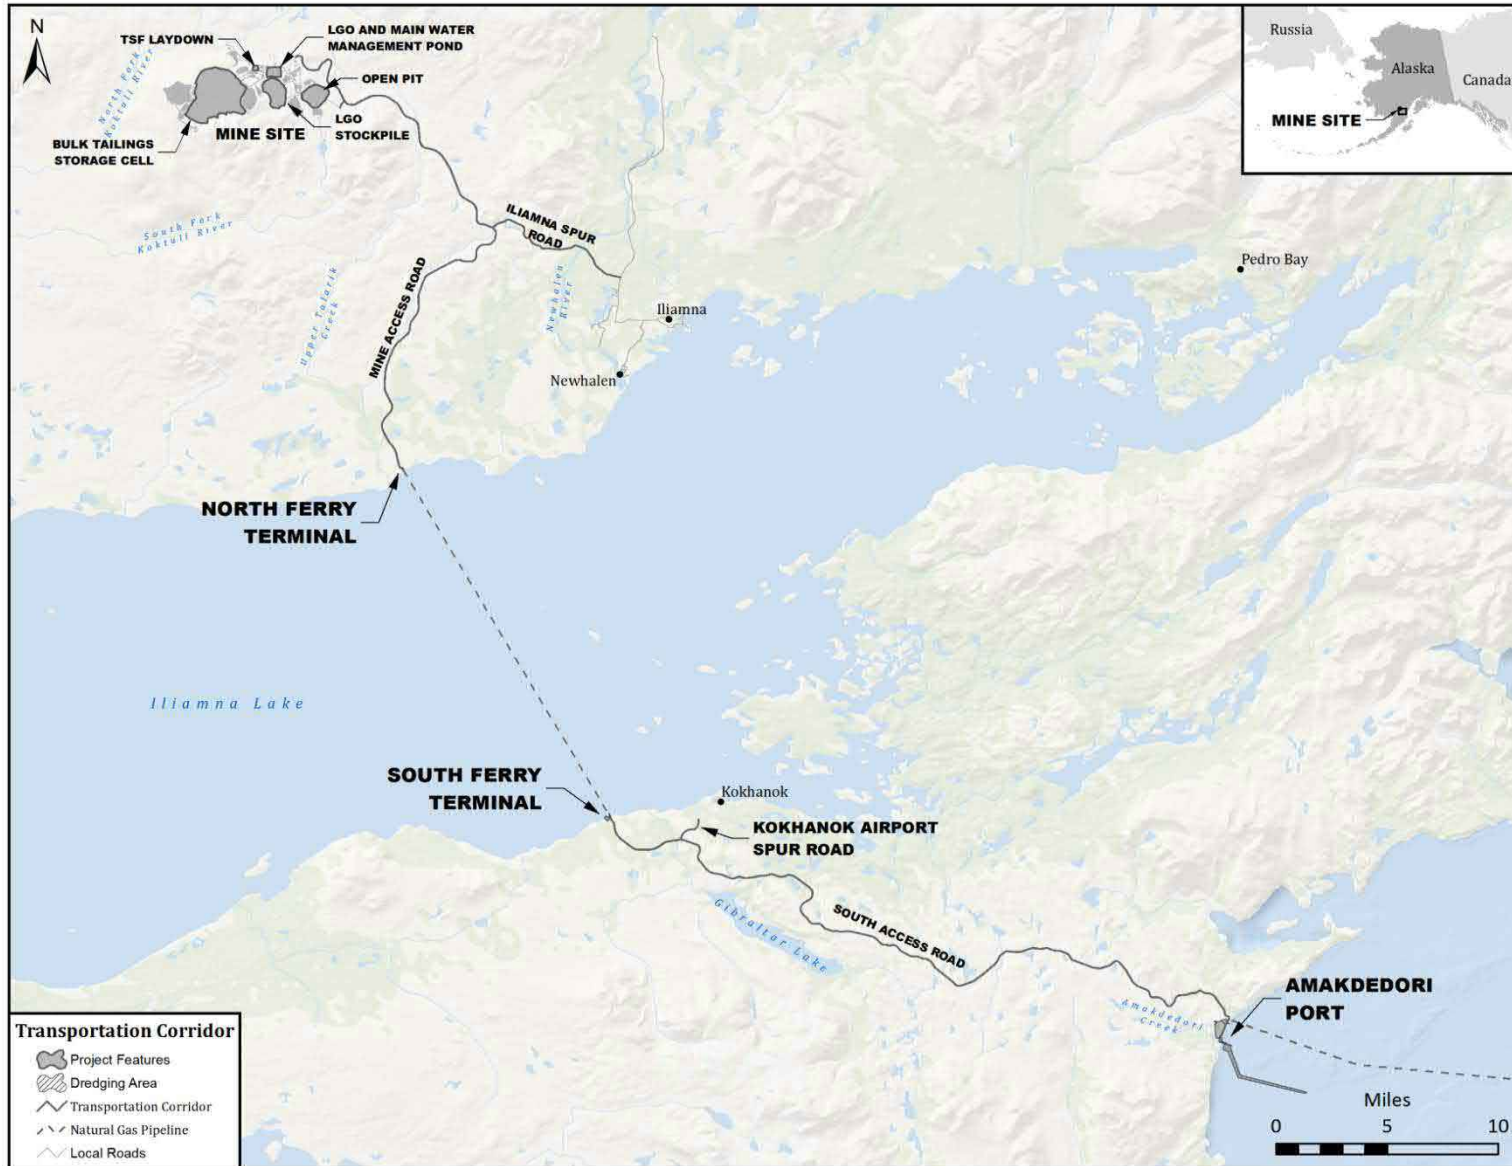 N
TSF LAYDOWN
LGO AND MAIN WATER
MANAGEMENT POND
OPEN PIT
LGO
STOCKPILE
MINE SITE
BULK TAILINGS
STORAGE CELL
North Fork
Koktuli River
South Fork
Koktuli River
Upper Talarik
Creek
Newhalen
River
ILIAMNA SPUR
ROAD
MINE ACCESS ROAD
Iliamna
Newhalen
Pedro Bay
Russia
Alaska
Canada
MINE SITE
NORTH FERRY
TERMINAL
Iliamna Lake
SOUTH FERRY
TERMINAL
Kokhanok
KOKHANOK AIRPORT
SPUR ROAD
Gibraltar Lake
SOUTH ACCESS ROAD
Amakdedori
Creek
AMAKDEDORI
PORT
Transportation Corridor
Project Features
Dredging Area
Transportation Corridor
Natural Gas Pipeline
Local Roads
Miles
0 5 10